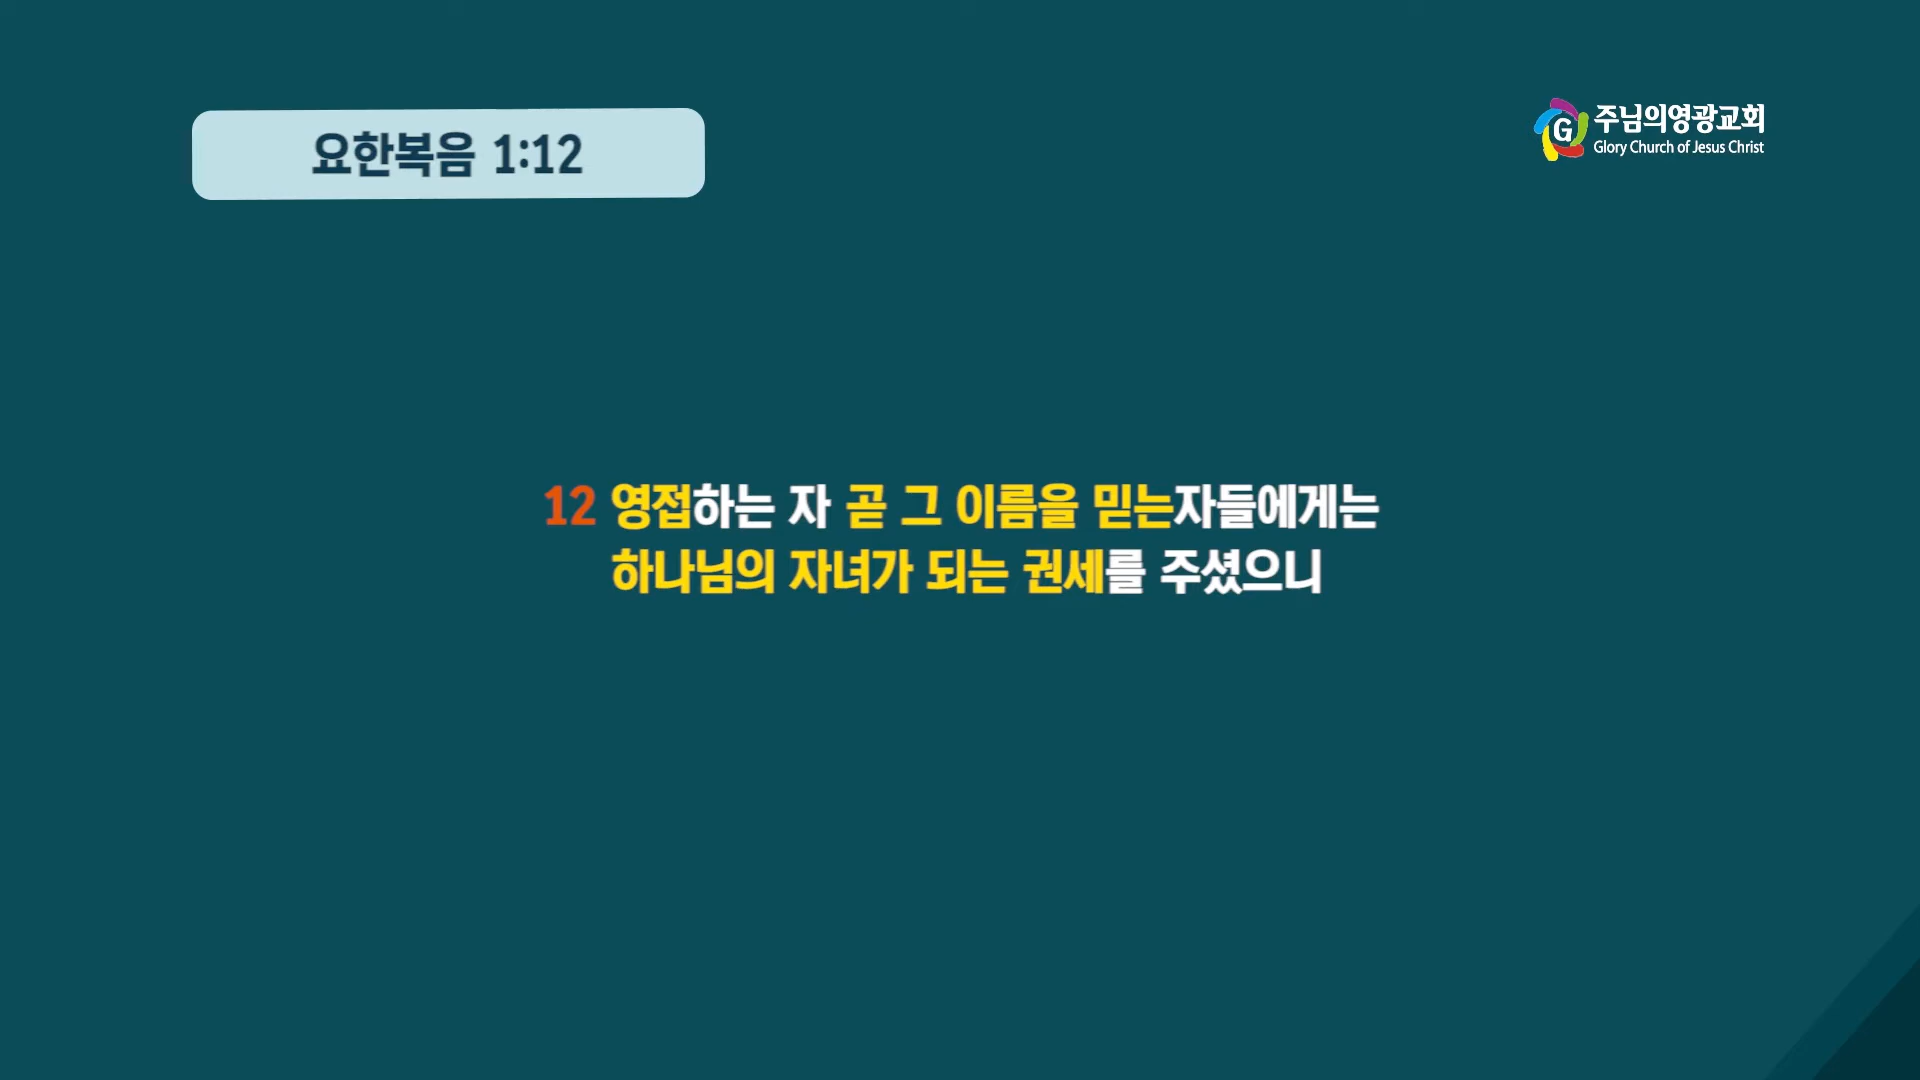 요한복음 1:12
G 주님의영광교회
Glory Church of Jesus Christ
12 영접하는 자 곧 그 이름을 믿는자들에게는
하나님의 자녀가 되는 권세를 주셨으니